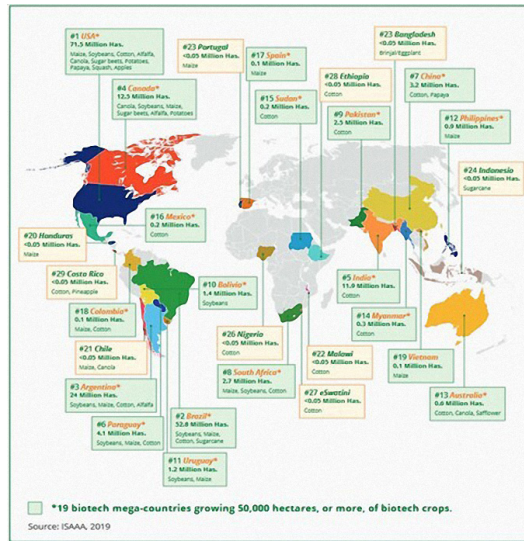 #1 USA*
71.5 Million Has.
Maize, Soybeans, Cotton, Alfalfa,
Canola, Sugar beets, Potatoes,
Papaya, Squash, Apples
#4 Canada*
12.5 Million Has.
Canola, Soybeans, Maize,
Sugar beets, Alfalfa, Potatoes
#23 Portugal
<0.05 Million Has.
Maize
#17 Spain*
0.1 Million Has.
Maize
#15 Sudan*
0.2 Million Has.
Cotton
#28 Ethiopia
<0.05 Million Has.
Cotton
#9 Pakistan*
2.5 Million Has.
Cotton
#23 Bangladesh
<0.05 Million Has.
Brinjal/Eggplant
#7 China*
3.2 Million Has.
Cotton, Papaya
#12 Philippines*
0.9 Million Has.
Maize
#24 Indonesia
<0.05 Million Has.
Sugarcane
#16 Mexico*
0.2 Million Has.
Cotton
#20 Honduras
<0.05 Million Has.
Maize
#29 Costa Rica
<0.05 Million Has.
Cotton, Pineapple
#18 Colombia*
0.1 Million Has.
Maize, Cotton
#21 Chile
<0.05 Million Has.
Maize, Canola
#3 Argentina*
24 Million Has.
Soybeans, Maize, Cotton, Alfalfa
#6 Paraguay*
4.1 Million Has.
Soybeans, Maize, Cotton
#10 Bolivia*
1.4 Million Has.
Soybeans
#2 Brazil*
52.8 Million Has.
Soybeans, Maize,
Cotton, Sugarcane
#11 Uruguay*
1.2 Million Has.
Soybeans, Maize
#26 Nigeria
<0.05 Million Has.
Cotton
#8 South Africa*
2.7 Million Has.
Maize, Soybeans, Cotton
#5 India*
11.9 Million Has.
Cotton
#14 Myanmar*
0.3 Million Has.
Cotton
#22 Malawi
<0.05 Million Has.
Cotton
#27 eSwatini
<0.05 Million Has.
Cotton
#19 Vietnam
0.1 Million Has.
Maize
#13 Australia*
0.6 Million Has.
Cotton, Canola, Safflower
*19 biotech mega-countries growing 50,000 hectares, or more, of biotech crops.
Source: ISAAA, 2019